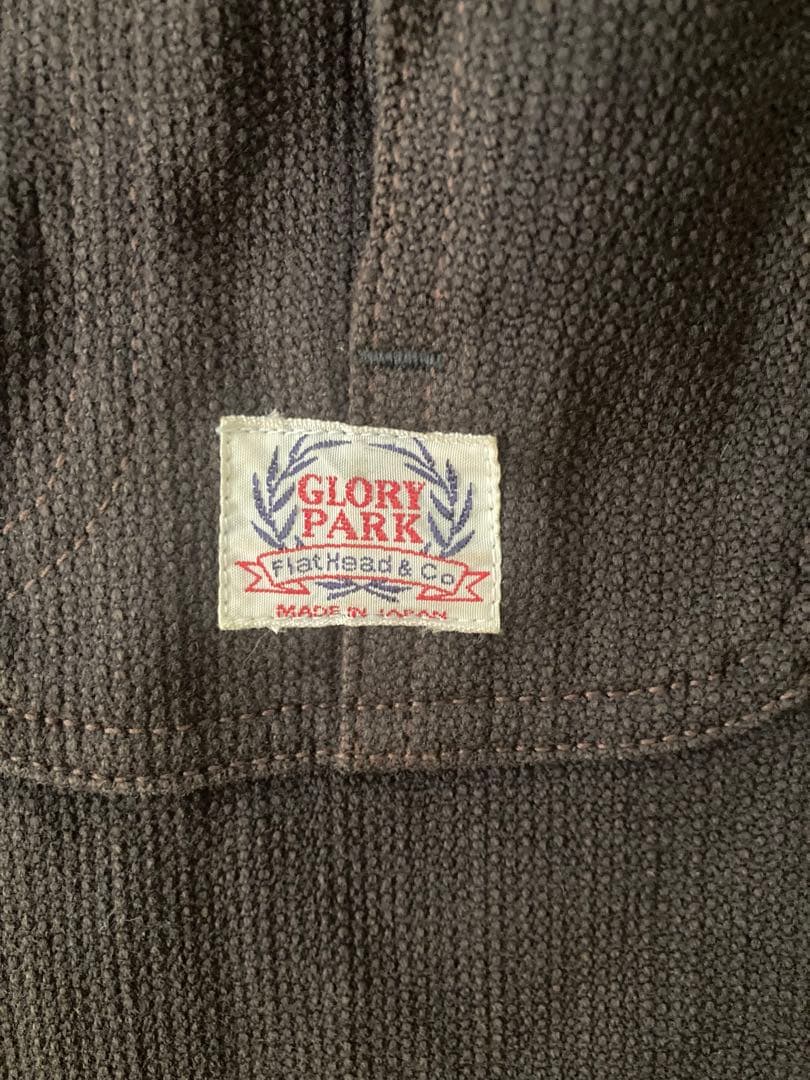 GLORY
PARK
FlatHead & Co
MADE IN JAPAN